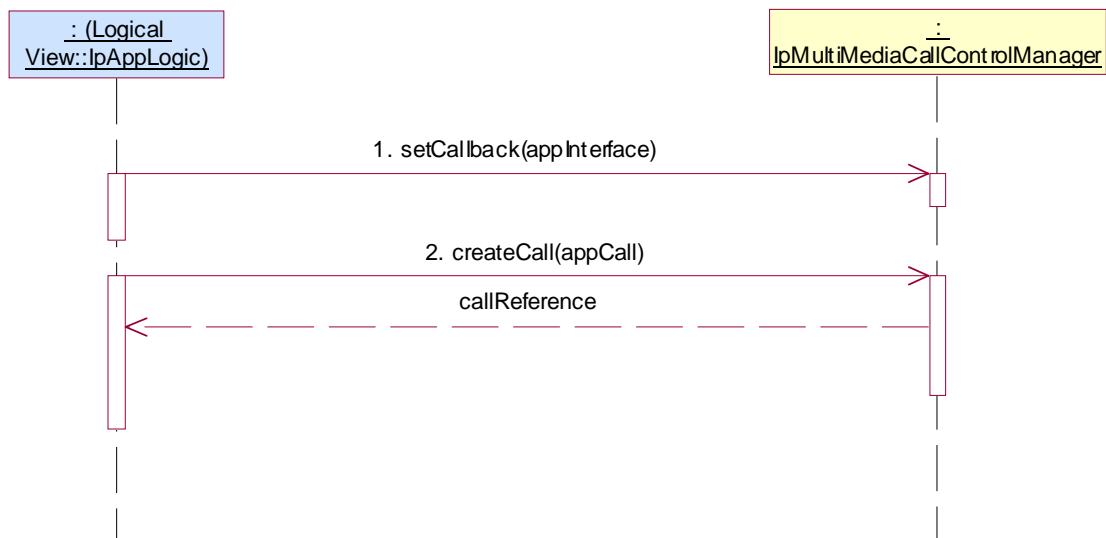 : (Logical
View::IpAppLogic)
:
IpMultiMediaCallControlManager
1. setCallback(appInterface)
2. createCall(appCall)
callReference